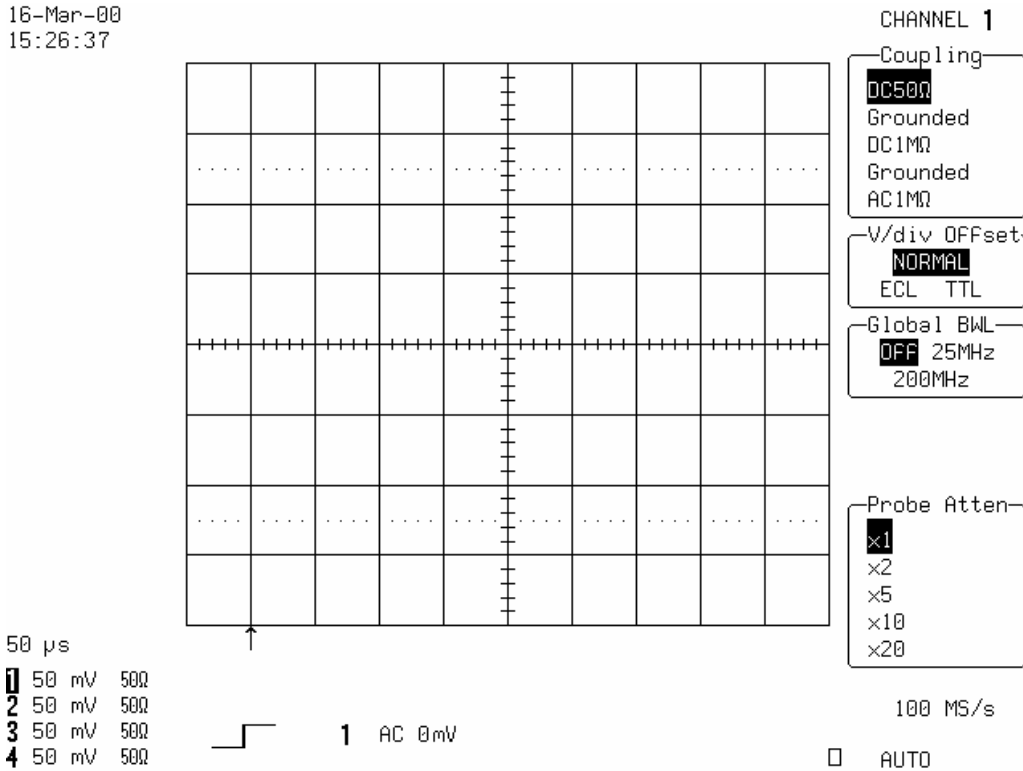 16-Mar-00
15:26:37
CHANNEL 1
Coupling
DC50Ω
Grounded
DC1MΩ
Grounded
AC1MΩ
V/div OFFset
NORMAL
ECL TTL
Global BWL
OFF 25MHz
200MHz
Probe Atten
×1
×2
×5
×10
×20
50 µs
1 50 mV 50Ω
2 50 mV 50Ω
3 50 mV 50Ω
4 50 mV 50Ω
1 AC 0mV
100 MS/s
AUTO